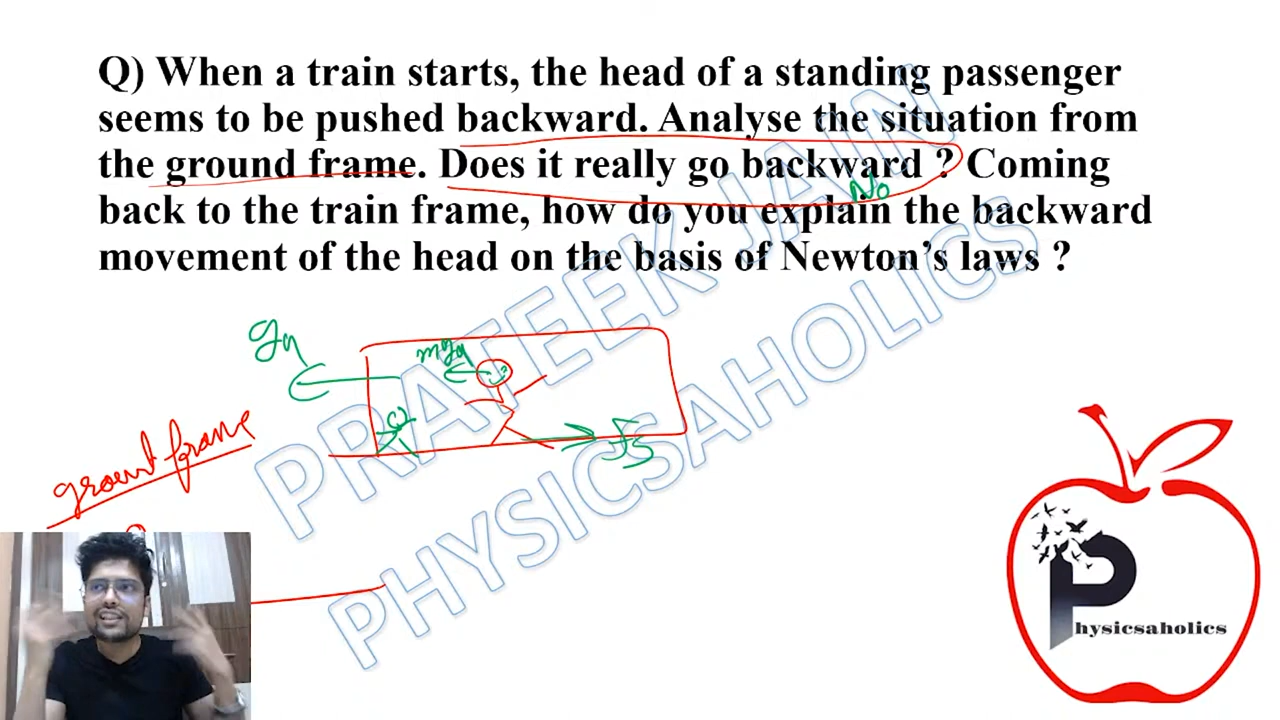 Q) When a train starts, the head of a standing passenger
seems to be pushed backward. Analyse the situation from
the ground frame. Does it really go backward ? Coming
No
back to the train frame, how do you explain the backward
movement of the head on the basis of Newton’s laws ?
PRATEEK JAIN
PHYSICSAHOLICS
ground frame
fs
Physicsaholics